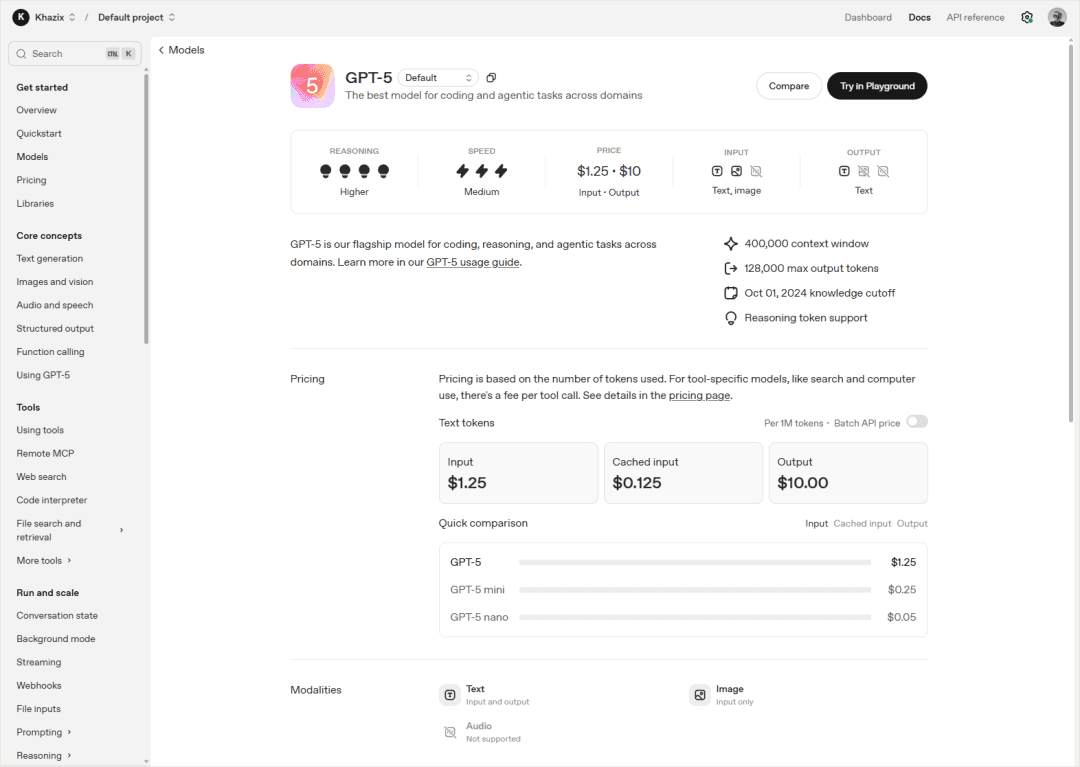 K Khazix / Default project
Dashboard Docs API reference
Search CTRL K
Get started
Overview
Quickstart
Models
Pricing
Libraries
Core concepts
Text generation
Images and vision
Audio and speech
Structured output
Function calling
Using GPT-5
Tools
Using tools
Remote MCP
Web search
Code interpreter
File search and
retrieval
More tools
Run and scale
Conversation state
Background mode
Streaming
Webhooks
File inputs
Prompting
Reasoning
Models
5
GPT-5 Default
The best model for coding and agentic tasks across domains
Compare Try in Playground
REASONING
Higher
SPEED
Medium
PRICE
$1.25 • $10
Input • Output
INPUT
Text, image
OUTPUT
Text
GPT-5 is our flagship model for coding, reasoning, and agentic tasks across
domains. Learn more in our GPT-5 usage guide.
400,000 context window
128,000 max output tokens
Oct 01, 2024 knowledge cutoff
Reasoning token support
Pricing
Pricing is based on the number of tokens used. For tool-specific models, like search and computer
use, there's a fee per tool call. See details in the pricing page.
Text tokens
Per 1M tokens • Batch API price
Input
$1.25
Cached input
$0.125
Output
$10.00
Quick comparison
Input Cached input Output
GPT-5 $1.25
GPT-5 mini $0.25
GPT-5 nano $0.05
Modalities
Text
Input and output
Image
Input only
Audio
Not supported